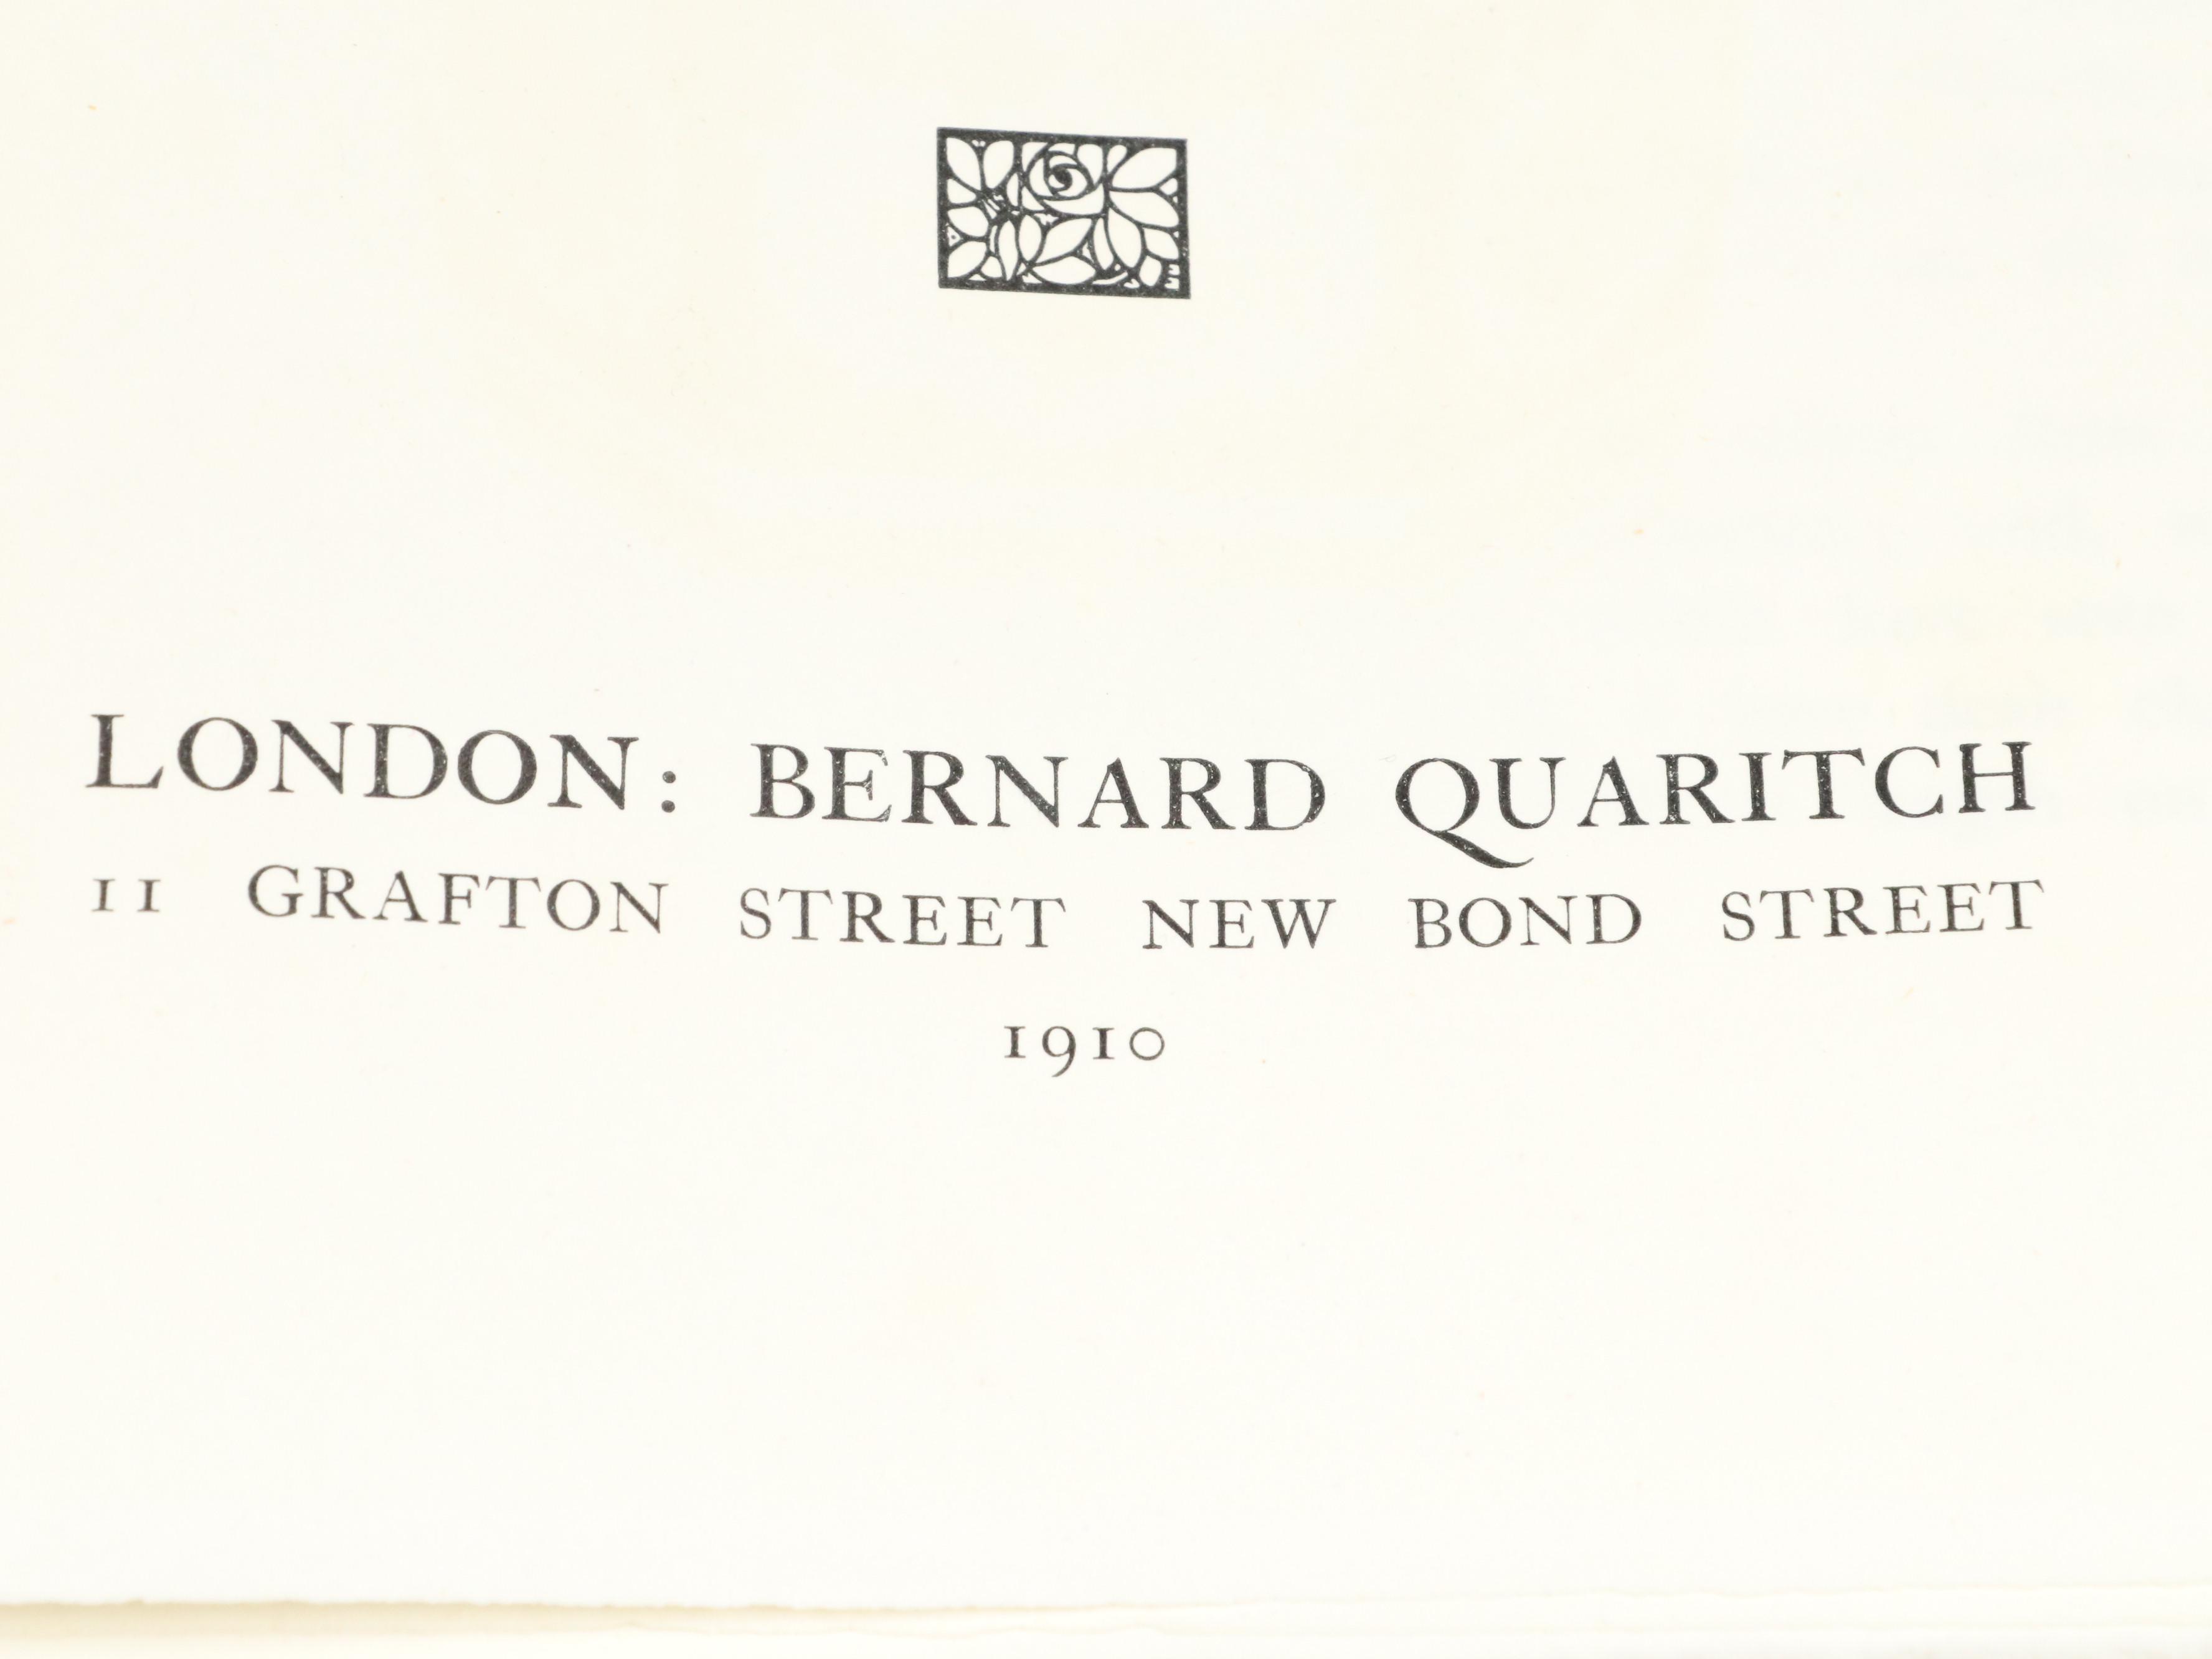 LONDON: BERNARD QUARITCH
11 GRAFTON STREET NEW BOND STREET
1910